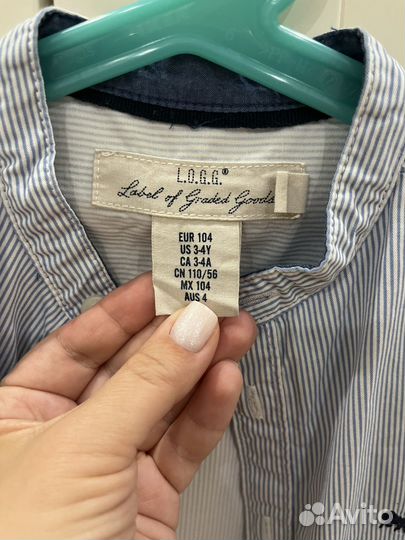 L.O.G.G.®
Label of Graded Goods
EUR 104
US 3-4Y
CA 3-4A
CN 110/56
MX 104
AUS 4
Avito